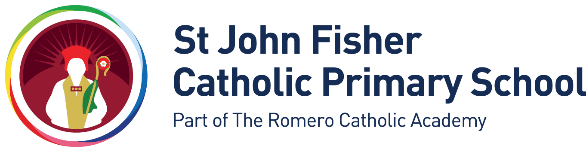 St John Fisher
Catholic Primary School
Part of The Romero Catholic Academy